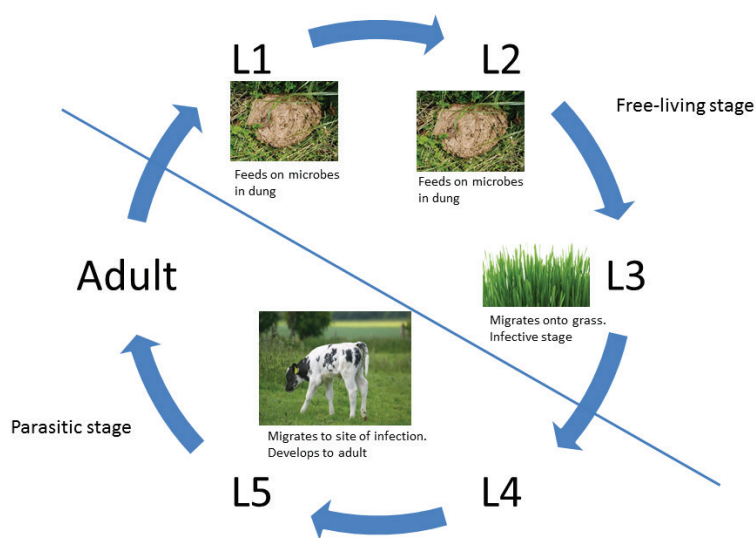 L1
L2
Feeds on microbes
in dung
Feeds on microbes
in dung
Free-living stage
Adult
L3
Migrates onto grass.
Infective stage
Parasitic stage
Migrates to site of infection.
Develops to adult
L5
L4